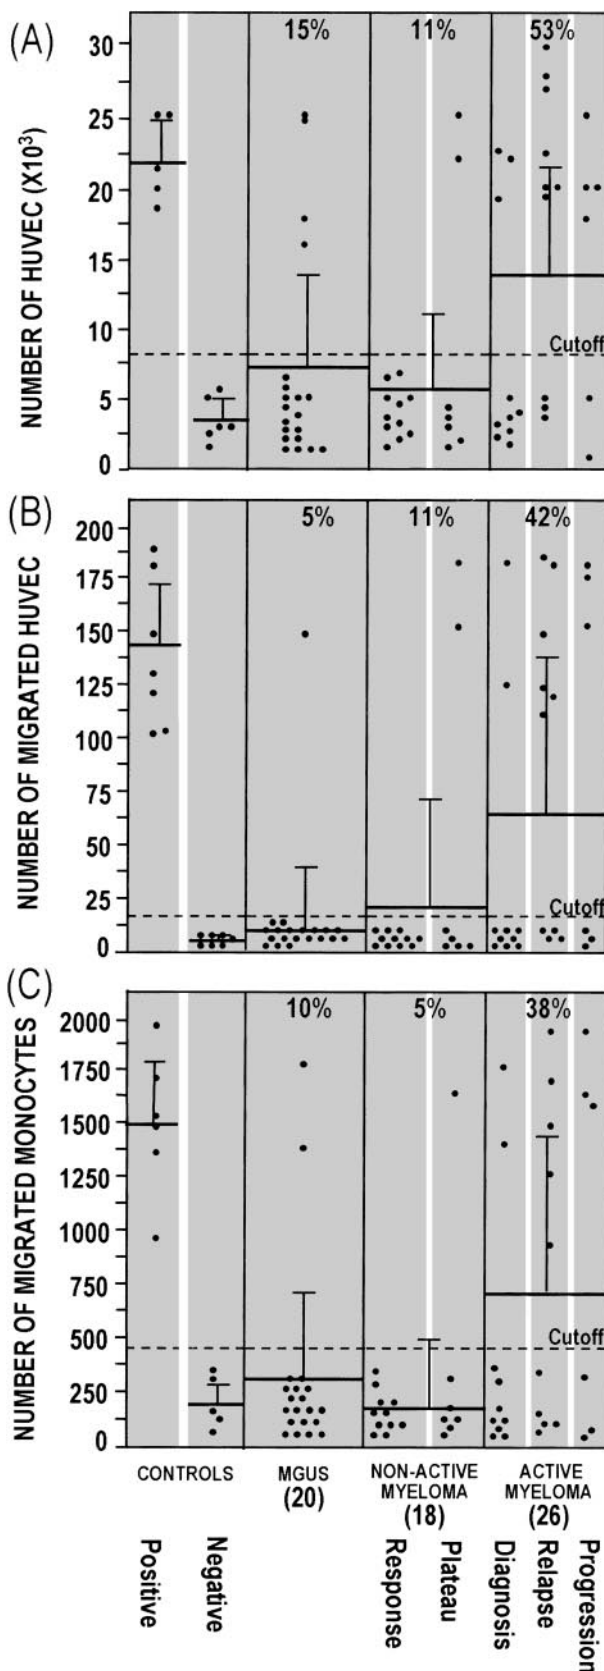 (A)
NUMBER OF HUVEC (X10³)
15% 11% 53%
30
25
20
15
10
5
0
Cutoff
(B)
NUMBER OF MIGRATED HUVEC
5% 11% 42%
200
175
150
125
100
75
50
25
0
Cutoff
(C)
NUMBER OF MIGRATED MONOCYTES
10% 5% 38%
2000
1750
1500
1250
1000
750
500
250
0
Cutoff
CONTROLS MGUS NON-ACTIVE ACTIVE
MYELOMA MYELOMA
(20) (18) (26)
Positive
Negative
Response
Plateau
Diagnosis
Relapse
Progression